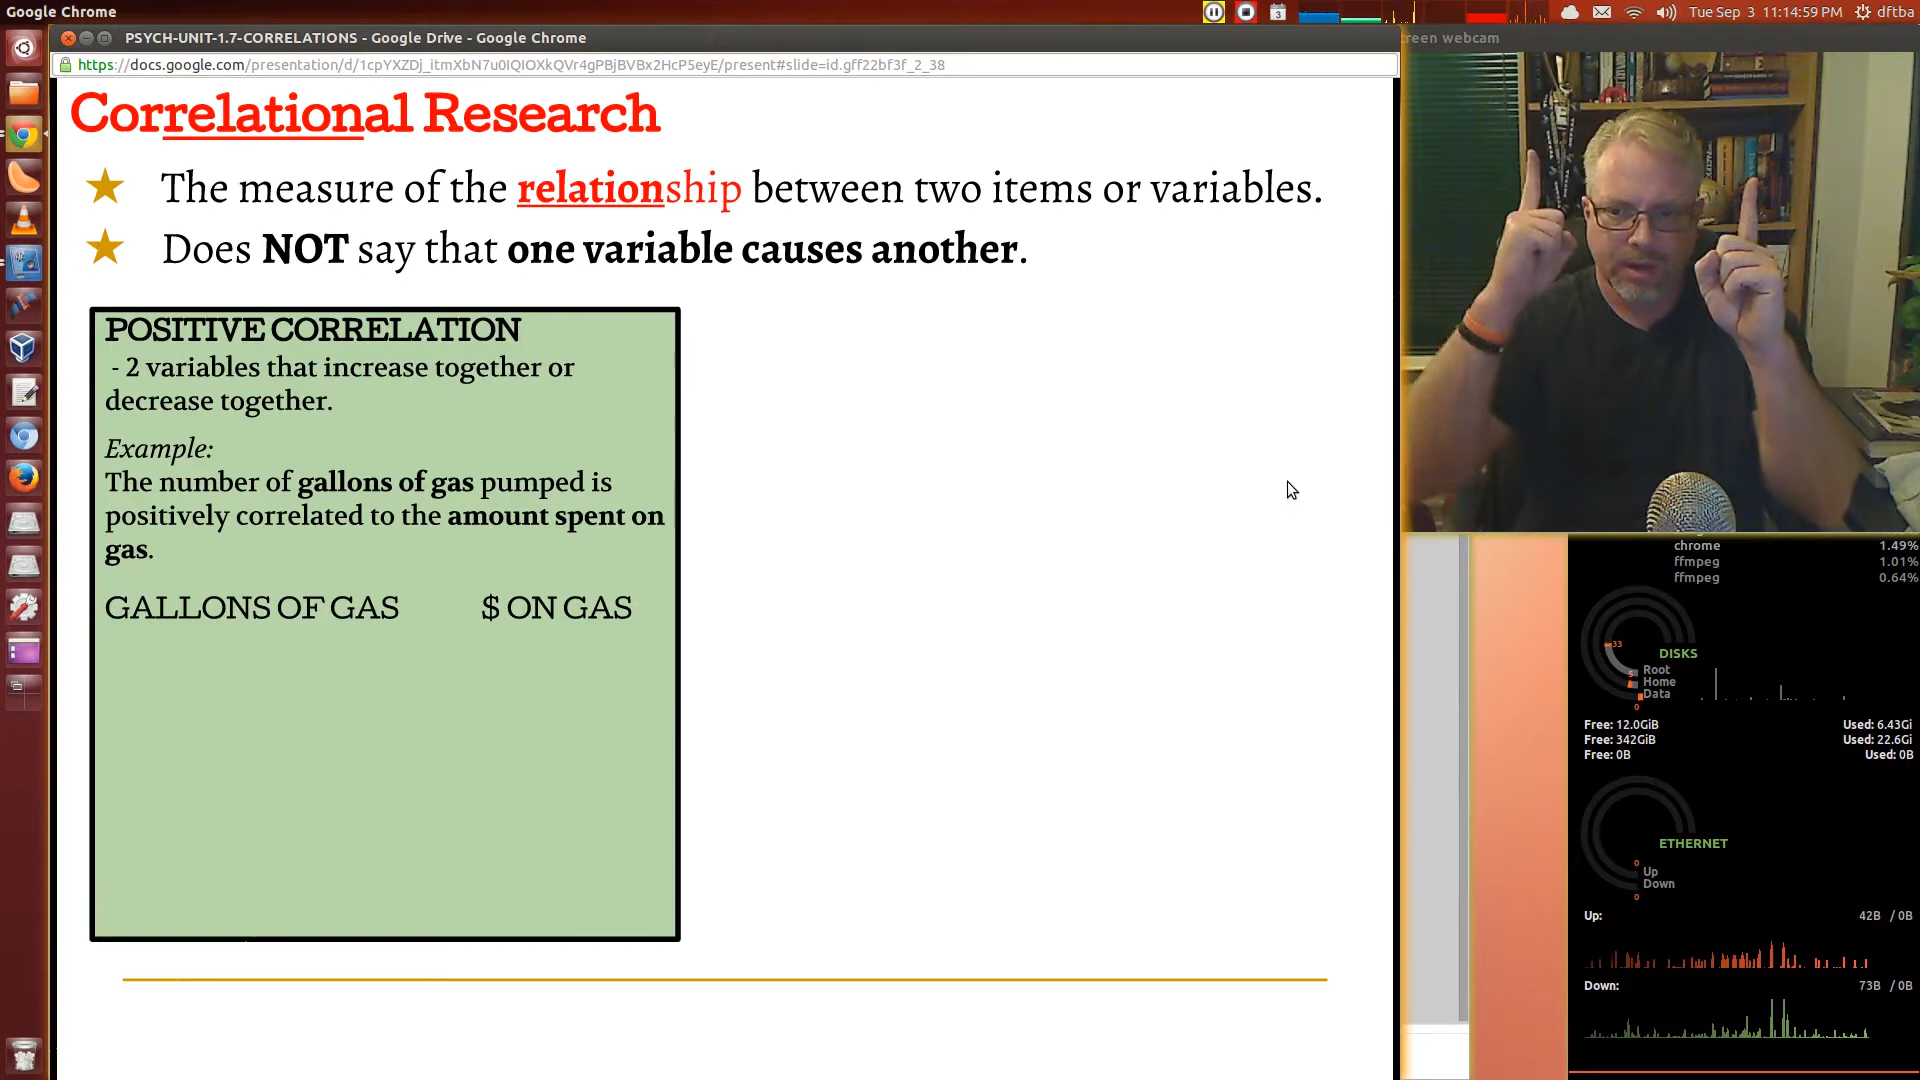 Google Chrome
3
Tue Sep 3 11:14:59 PM
dftba
PSYCH-UNIT-1.7-CORRELATIONS - Google Drive - Google Chrome
reen webcam
https://docs.google.com/presentation/d/1cpYXZDj_itmXbN7u0IQIOXkQVr4gPBjBVBx2HcP5eyE/present#slide=id.gff22bf3f_2_38
Correlational Research
★ The measure of the relationship between two items or variables.
★ Does NOT say that one variable causes another.
POSITIVE CORRELATION
- 2 variables that increase together or
decrease together.
Example:
The number of gallons of gas pumped is
positively correlated to the amount spent on
gas.
GALLONS OF GAS $ ON GAS
chrome 1.49%
ffmpeg 1.01%
ffmpeg 0.64%
33
DISKS
5 Root
Home
Data
0
Free: 12.0GiB Used: 6.43Gi
Free: 342GiB Used: 22.6Gi
Free: 0B Used: 0B
ETHERNET
0
Up
Down
0
Up: 42B / 0B
Down: 73B / 0B